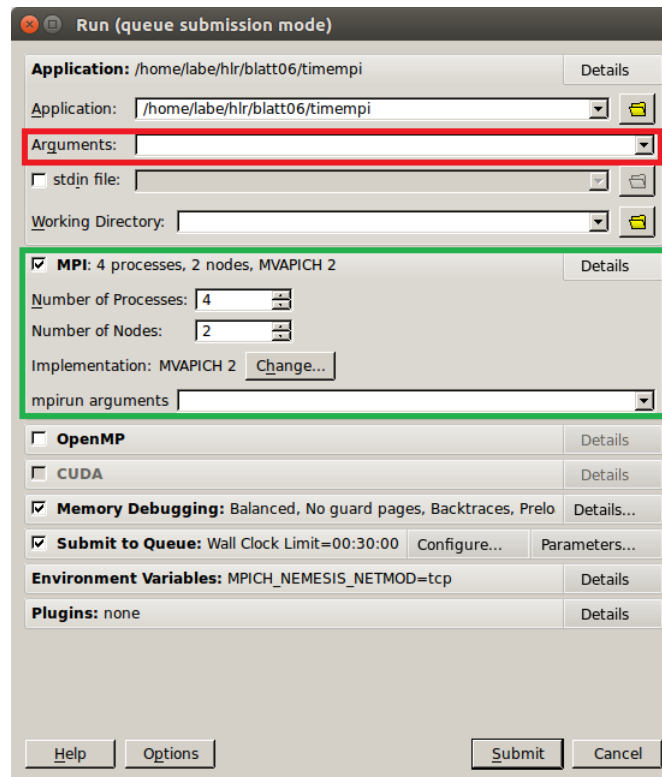 Run (queue submission mode)
Application: /home/labe/hlr/blatt06/timempi Details
Application: /home/labe/hlr/blatt06/timempi
Arguments:
stdin file:
Working Directory:
MPI: 4 processes, 2 nodes, MVAPICH 2 Details
Number of Processes: 4
Number of Nodes: 2
Implementation: MVAPICH 2 Change...
mpirun arguments
OpenMP Details
CUDA Details
Memory Debugging: Balanced, No guard pages, Backtraces, Prelo Details...
Submit to Queue: Wall Clock Limit=00:30:00 Configure... Parameters...
Environment Variables: MPICH_NEMESIS_NETMOD=tcp Details
Plugins: none Details
Help Options Submit Cancel